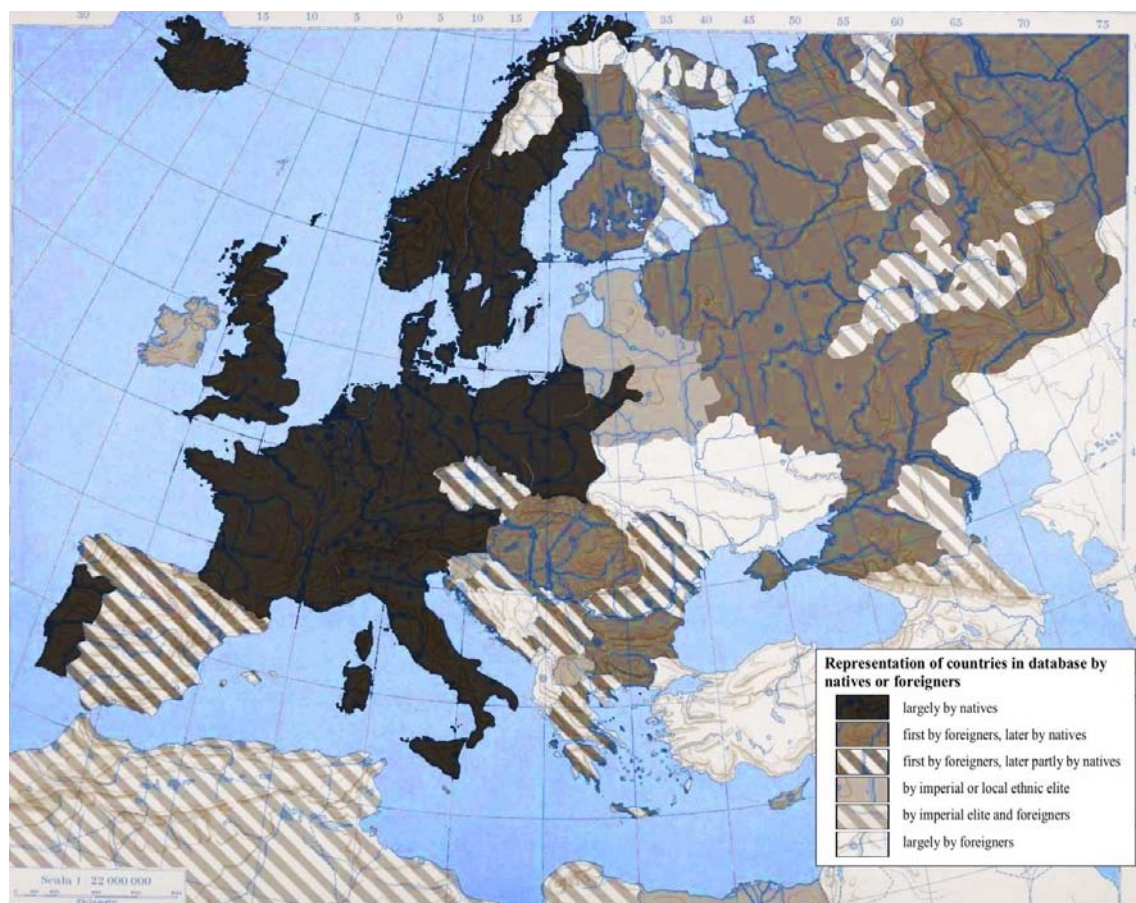 30 15 10 5 0 5 10 15 35 40 45 50 55 60 65 70 75
Representation of countries in database by
natives or foreigners
largely by natives
first by foreigners, later by natives
first by foreigners, later partly by natives
by imperial or local ethnic elite
by imperial elite and foreigners
largely by foreigners
Scala 1 22 000 000